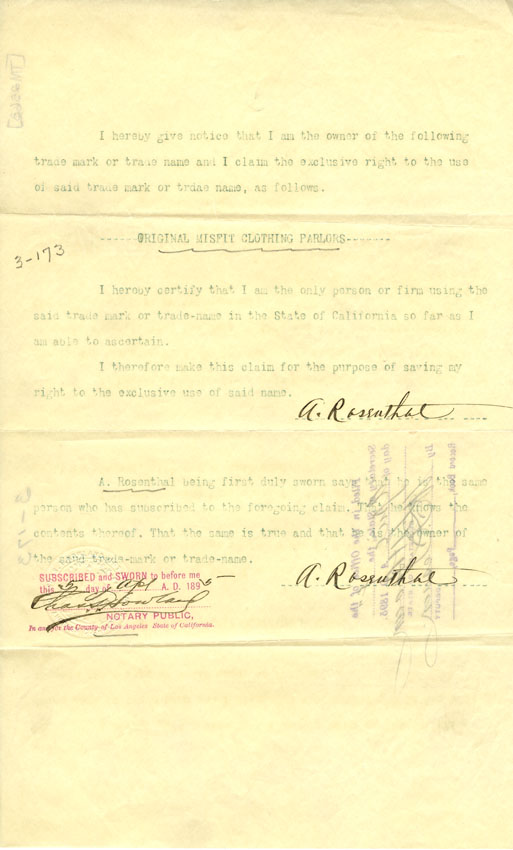 I hereby give notice that I am the owner of the following
trade mark or trade name and I claim the exclusive right to the use
of said trade mark or trdae name, as follows.
------ORIGINAL MISFIT CLOTHING PARLORS-------
3-173
I hereby certify that I am the only person or firm using the
said trade mark or trade-name in the State of California so far as I
am able to ascertain.
I therefore make this claim for the purpose of saving my
right to the exclusive use of said name.
A. Rosenthal
A. Rosenthal being first duly sworn says that he is the same
person who has subscribed to the foregoing claim. That he knows the
contents thereof. That the same is true and that he is the owner of
the said trade-mark or trade-name.
A. Rosenthal
SUBSCRIBED and SWORN to before me
this day of Apl A. D. 1895
NOTARY PUBLIC,
In and for the County of Los Angeles State of California.